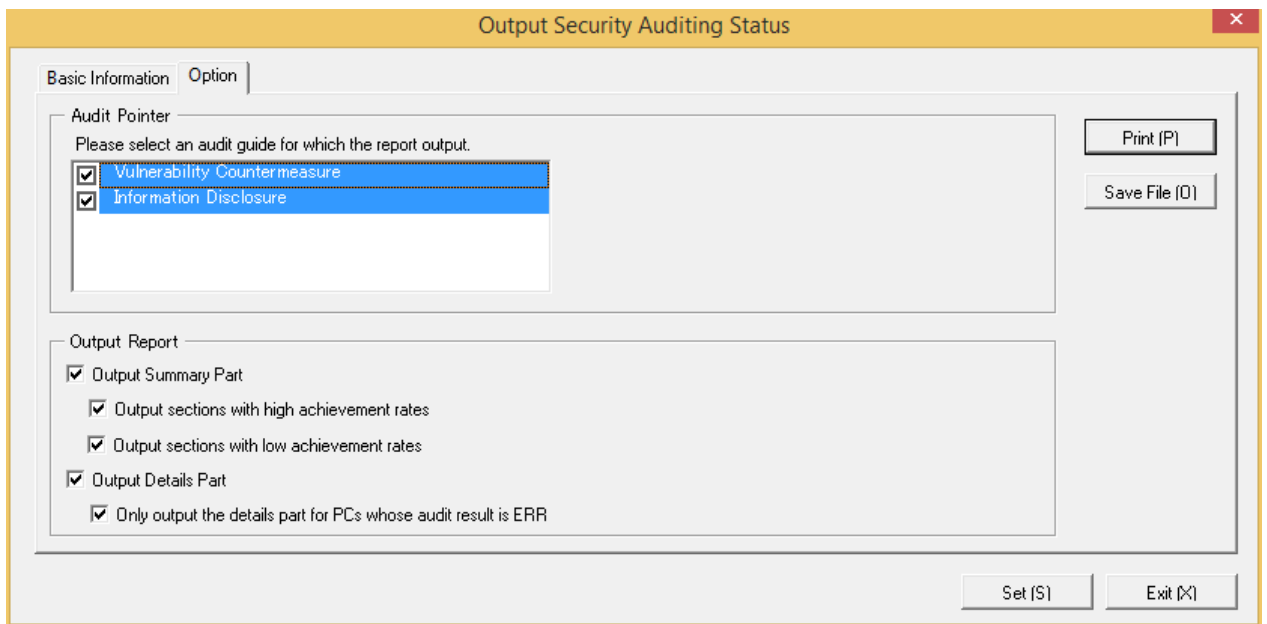 Output Security Auditing Status
Basic Information
Option
Audit Pointer
Please select an audit guide for which the report output.
Vulnerability Countermeasure
Information Disclosure
Print (P)
Save File (O)
Output Report
Output Summary Part
Output sections with high achievement rates
Output sections with low achievement rates
Output Details Part
Only output the details part for PCs whose audit result is ERR
Set (S)
Exit (X)